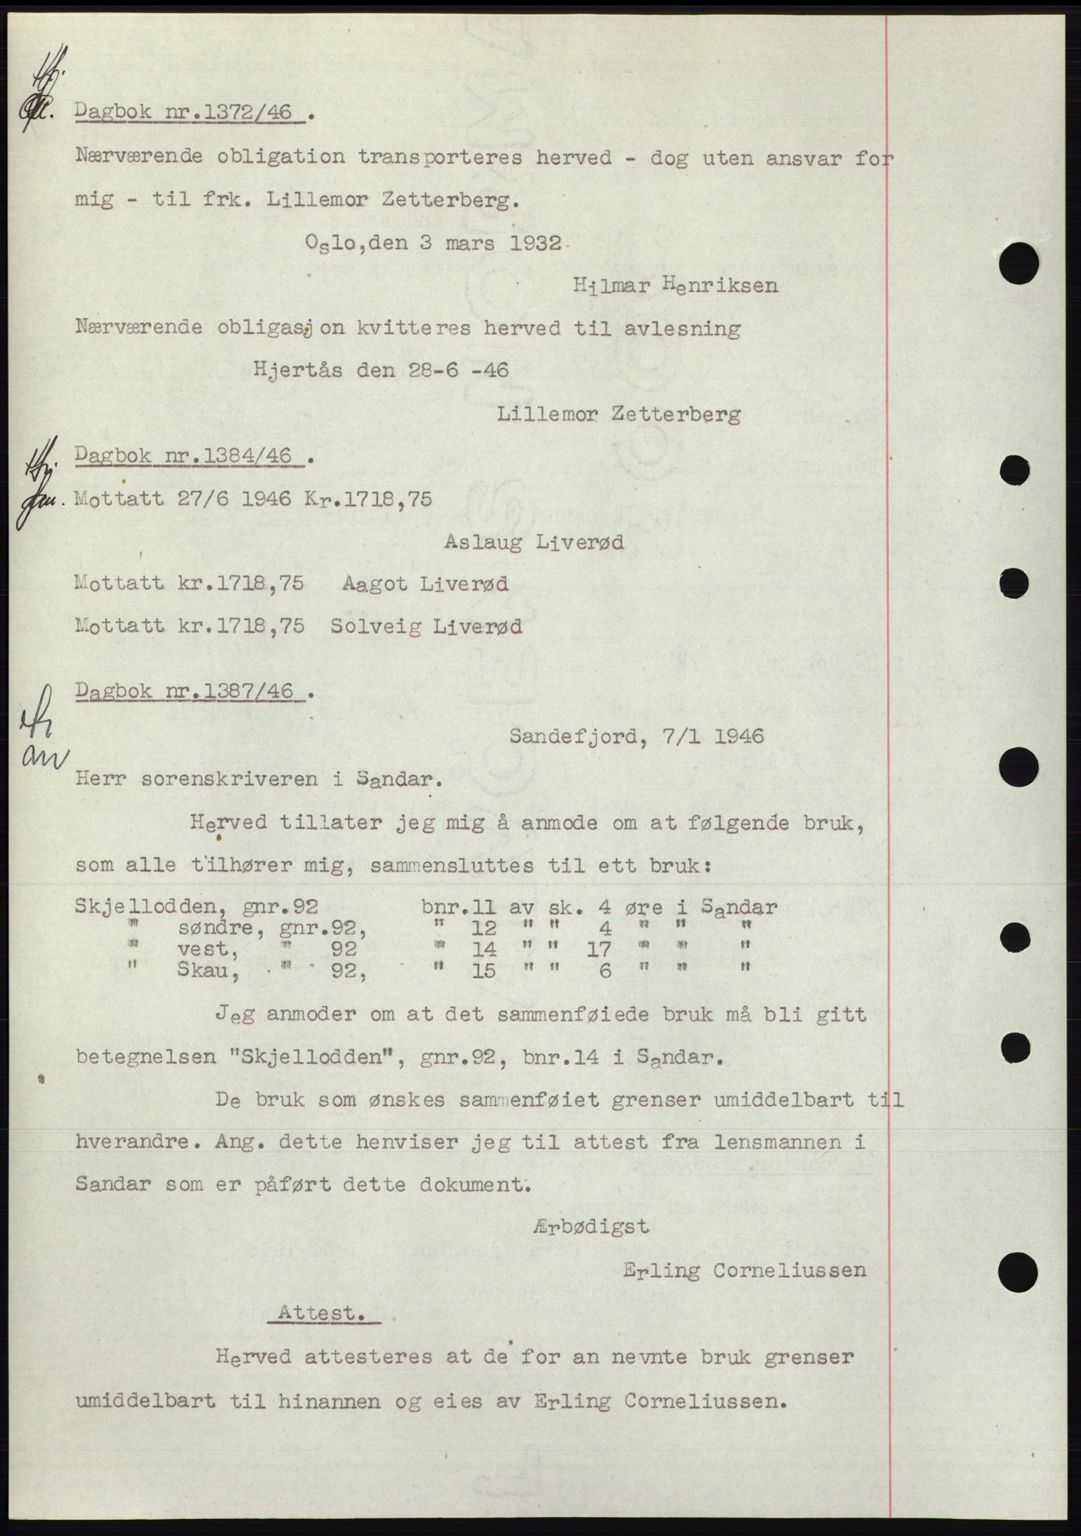 Dagbok nr.1372/46 .
Nærværende obligation transporteres herved - dog uten ansvar for
mig - til frk. Lillemor Zetterberg.
Oslo,den 3 mars 1932
Hilmar Henriksen
Nærværende obligasjon kvitteres herved til avlesning
Hjertås den 28-6 -46
Lillemor Zetterberg
Dagbok nr.1384/46 .
Mottatt 27/6 1946 Kr.1718,75
Aslaug Liverød
Mottatt kr.1718,75 Aagot Liverød
Mottatt kr.1718,75 Solveig Liverød
Dagbok nr.1387/46 .
Sandefjord, 7/1 1946
Herr sorenskriveren i Sandar.
Herved tillater jeg mig å anmode om at følgende bruk,
som alle tilhører mig, sammensluttes til ett bruk:
Skjellodden, gnr.92 bnr.11 av sk. 4 øre i Sandar
" søndre, gnr.92, " 12 " " 4 " " "
" vest, " 92 " 14 " " 17 " " "
" Skau, " 92, " 15 " " 6 " " "
Jeg anmoder om at det sammenføiede bruk må bli gitt
betegnelsen "Skjellodden", gnr.92, bnr.14 i Sandar.
De bruk som ønskes sammenføiet grenser umiddelbart til
hverandre. Ang. dette henviser jeg til attest fra lensmannen i
Sandar som er påført dette dokument.
Ærbødigst
Erling Corneliussen
Attest.
Herved attesteres at de for an nevnte bruk grenser
umiddelbart til hinannen og eies av Erling Corneliussen.